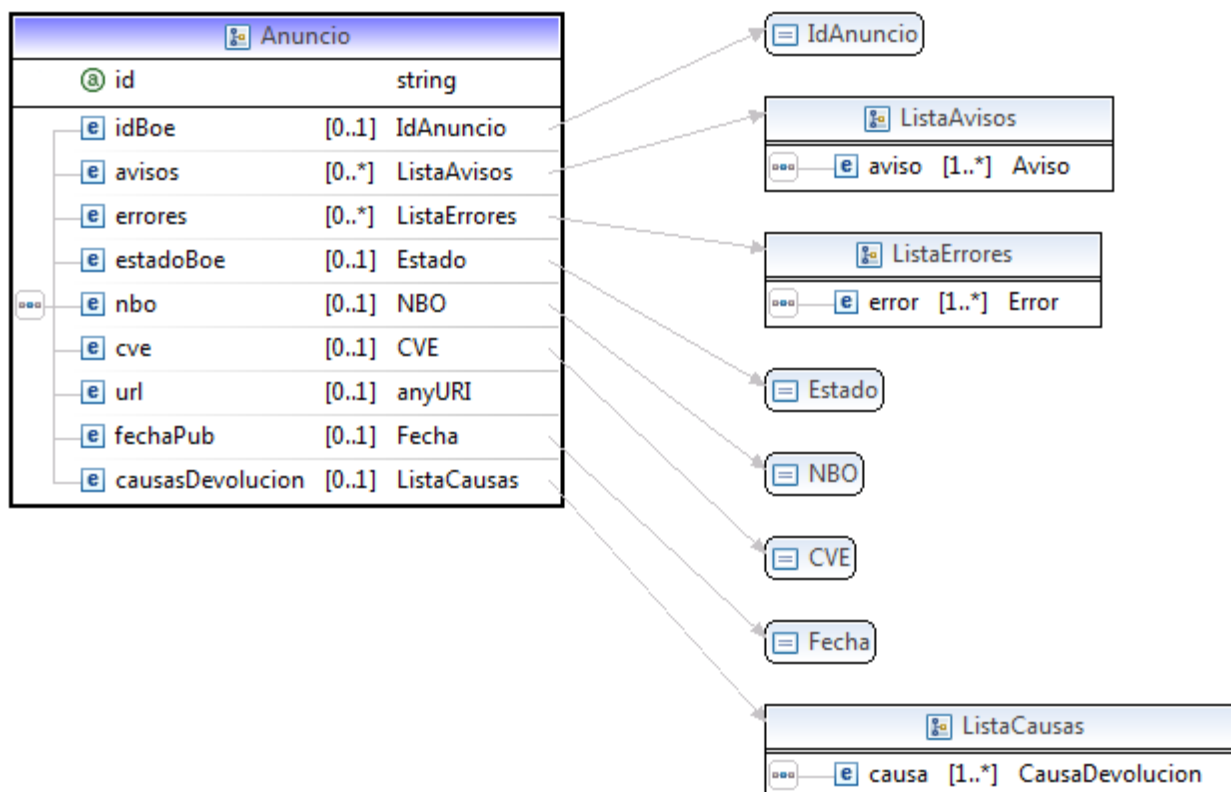 Anuncio
id string
idBoe [0..1] IdAnuncio
avisos [0..*] ListaAvisos
errores [0..*] ListaErrores
estadoBoe [0..1] Estado
nbo [0..1] NBO
cve [0..1] CVE
url [0..1] anyURI
fechaPub [0..1] Fecha
causasDevolucion [0..1] ListaCausas
IdAnuncio
ListaAvisos
aviso [1..*] Aviso
ListaErrores
error [1..*] Error
Estado
NBO
CVE
Fecha
ListaCausas
causa [1..*] CausaDevolucion